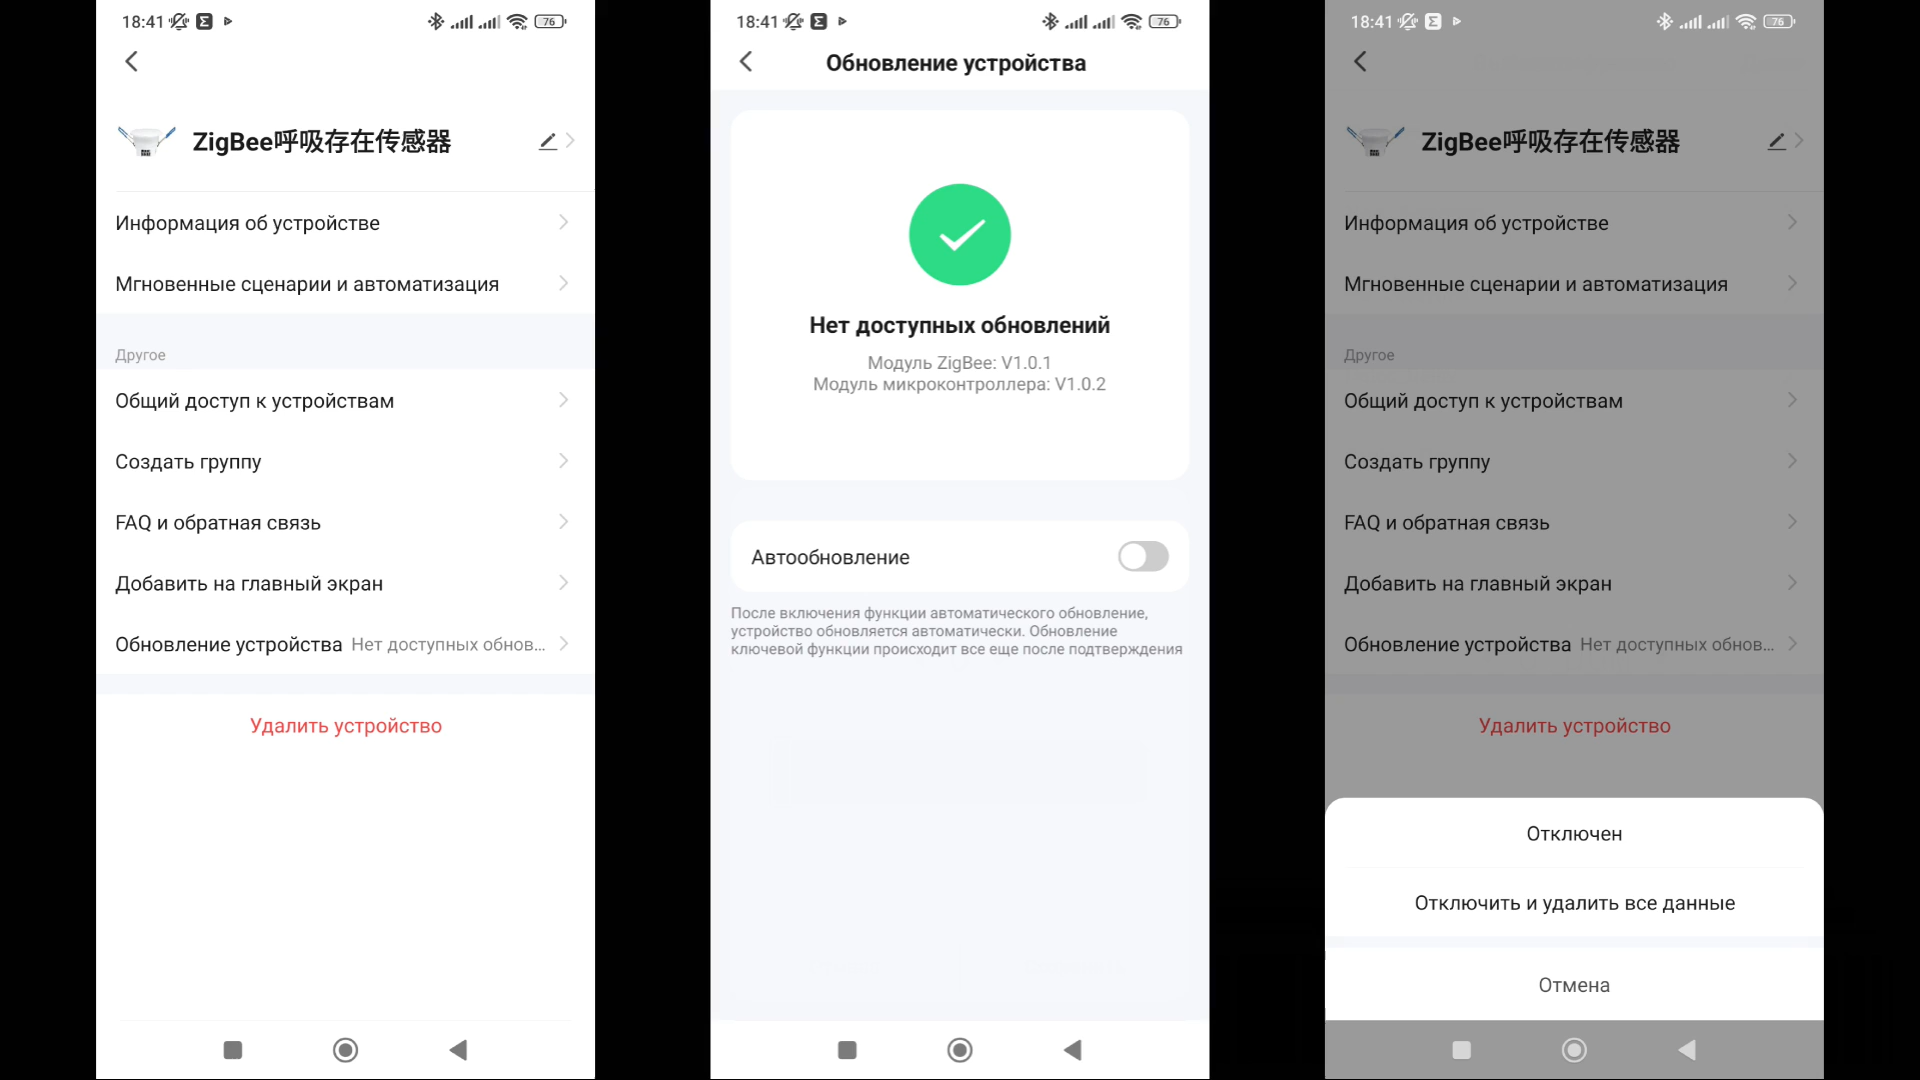 18:41
76
ZigBee呼吸存在传感器
Информация об устройстве
Мгновенные сценарии и автоматизация
Другое
Общий доступ к устройствам
Создать группу
FAQ и обратная связь
Добавить на главный экран
Обновление устройства Нет доступных обнов...
Удалить устройство
18:41
76
Обновление устройства
Нет доступных обновлений
Модуль ZigBee: V1.0.1
Модуль микроконтроллера: V1.0.2
Автообновление
После включения функции автоматического обновление,
устройство обновляется автоматически. Обновление
ключевой функции происходит все еще после подтверждения
18:41
76
ZigBee呼吸存在传感器
Информация об устройстве
Мгновенные сценарии и автоматизация
Другое
Общий доступ к устройствам
Создать группу
FAQ и обратная связь
Добавить на главный экран
Обновление устройства Нет доступных обнов...
Удалить устройство
Отключен
Отключить и удалить все данные
Отмена